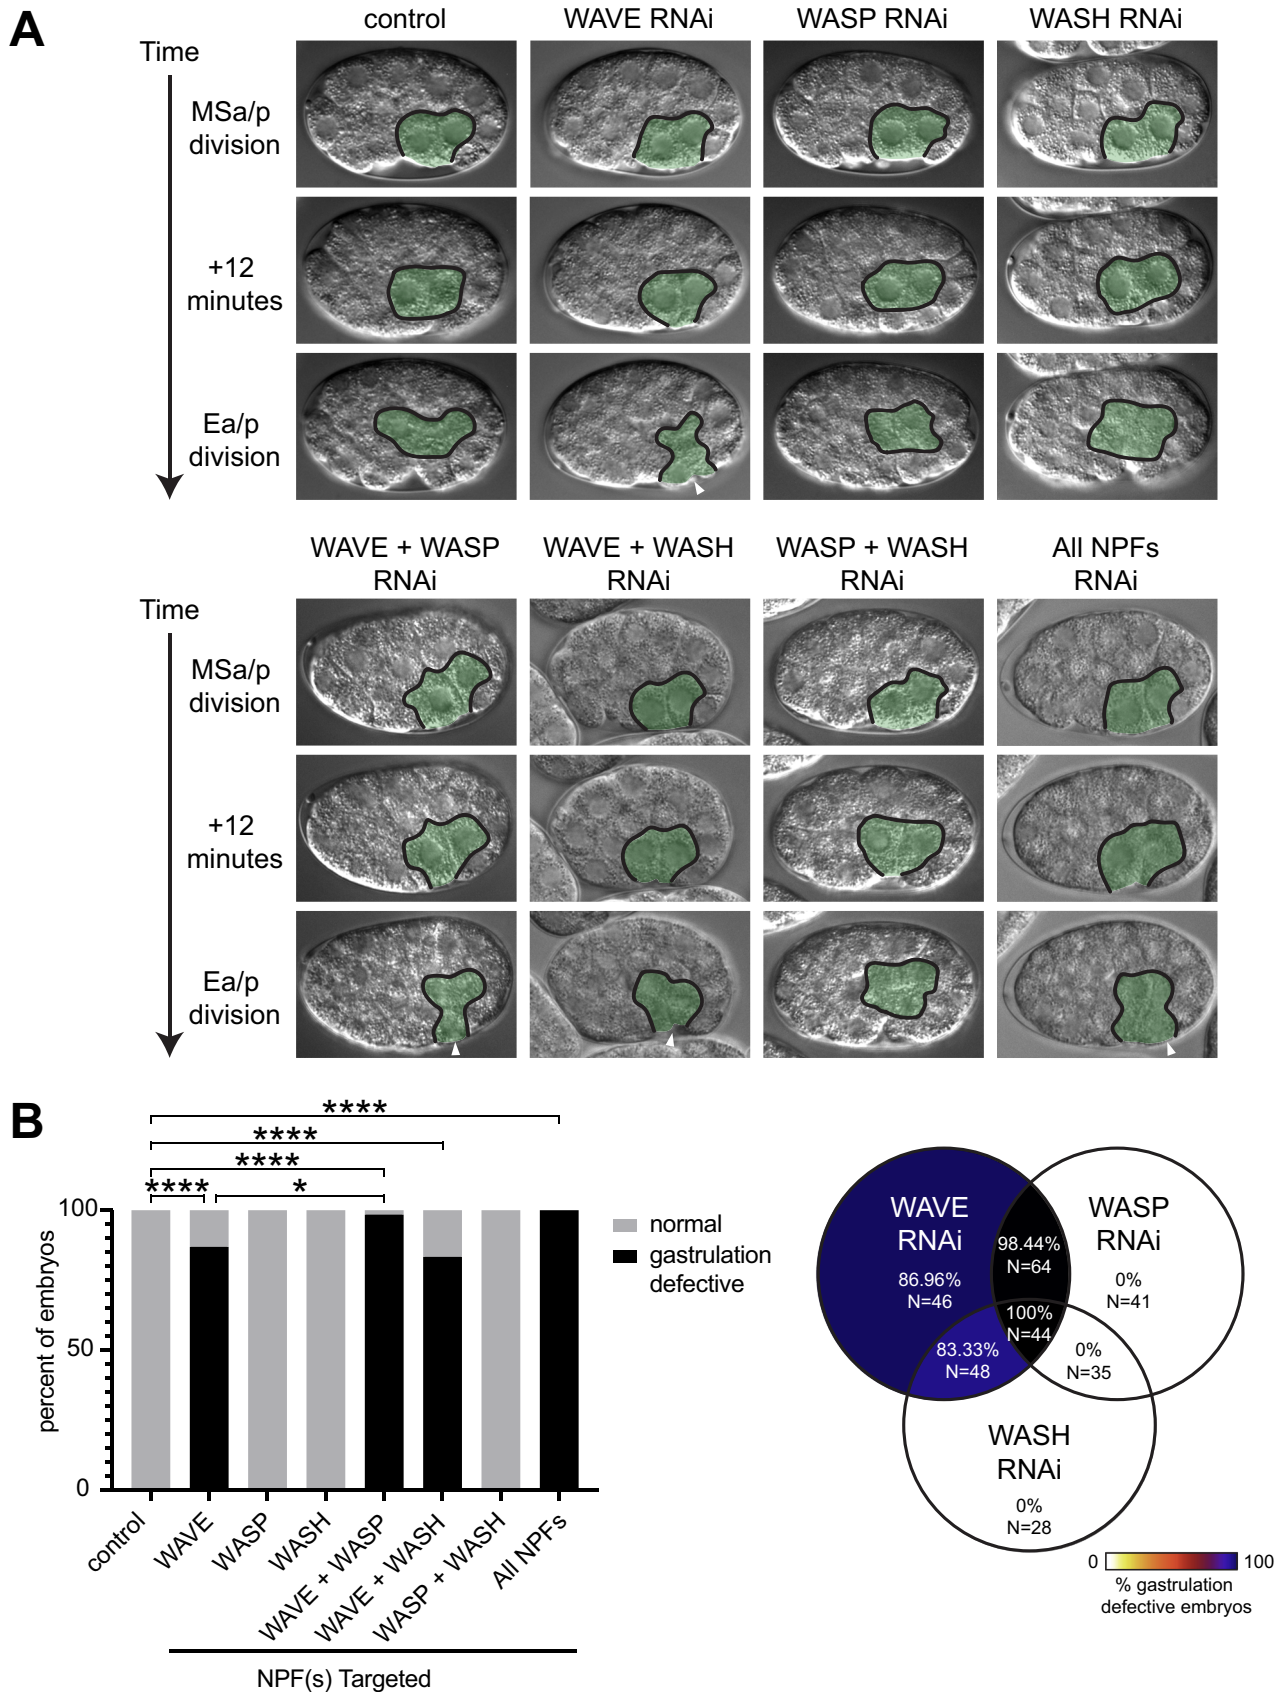 A
control
WAVE RNAi
WASP RNAi
WASH RNAi
Time
MSa/p
division
+12
minutes
Ea/p
division
WAVE + WASP
RNAi
WAVE + WASH
RNAi
WASP + WASH
RNAi
All NPFs
RNAi
Time
MSa/p
division
+12
minutes
Ea/p
division
B
****
****
****
****
*
100
50
0
percent of embryos
normal
gastrulation
defective
control
WAVE
WASP
WASH
WAVE + WASP
WAVE + WASH
WASP + WASH
All NPFs
NPF(s) Targeted
WAVE
RNAi
86.96%
N=46
98.44%
N=64
WASP
RNAi
0%
N=41
100%
N=44
83.33%
N=48
0%
N=35
WASH
RNAi
0%
N=28
0
100
% gastrulation
defective embryos